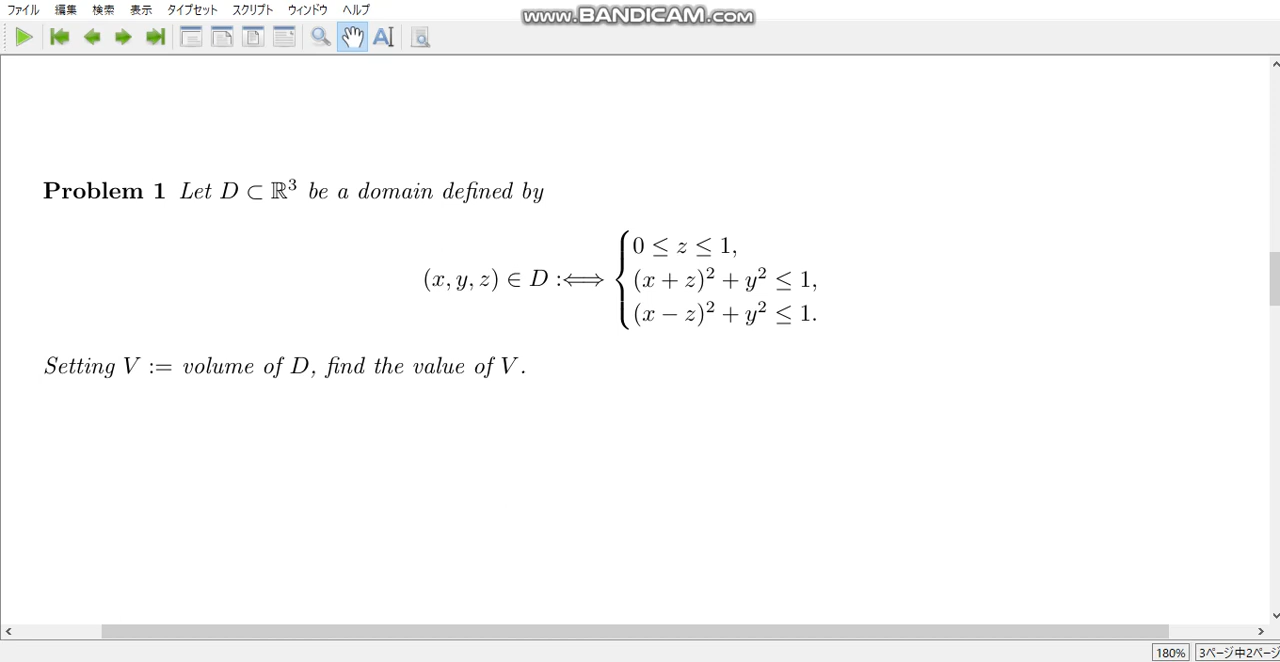 ファイル 編集 検索 表示 タイプセット スクリプト ウィンドウ ヘルプ
www.BANDICAM.com
Problem 1 Let D ⊂ ℝ³ be a domain defined by
0 ≤ z ≤ 1,
(x, y, z) ∈ D :⟺ { (x + z)² + y² ≤ 1,
(x − z)² + y² ≤ 1.
Setting V := volume of D, find the value of V.
180% 3ページ中2ページ